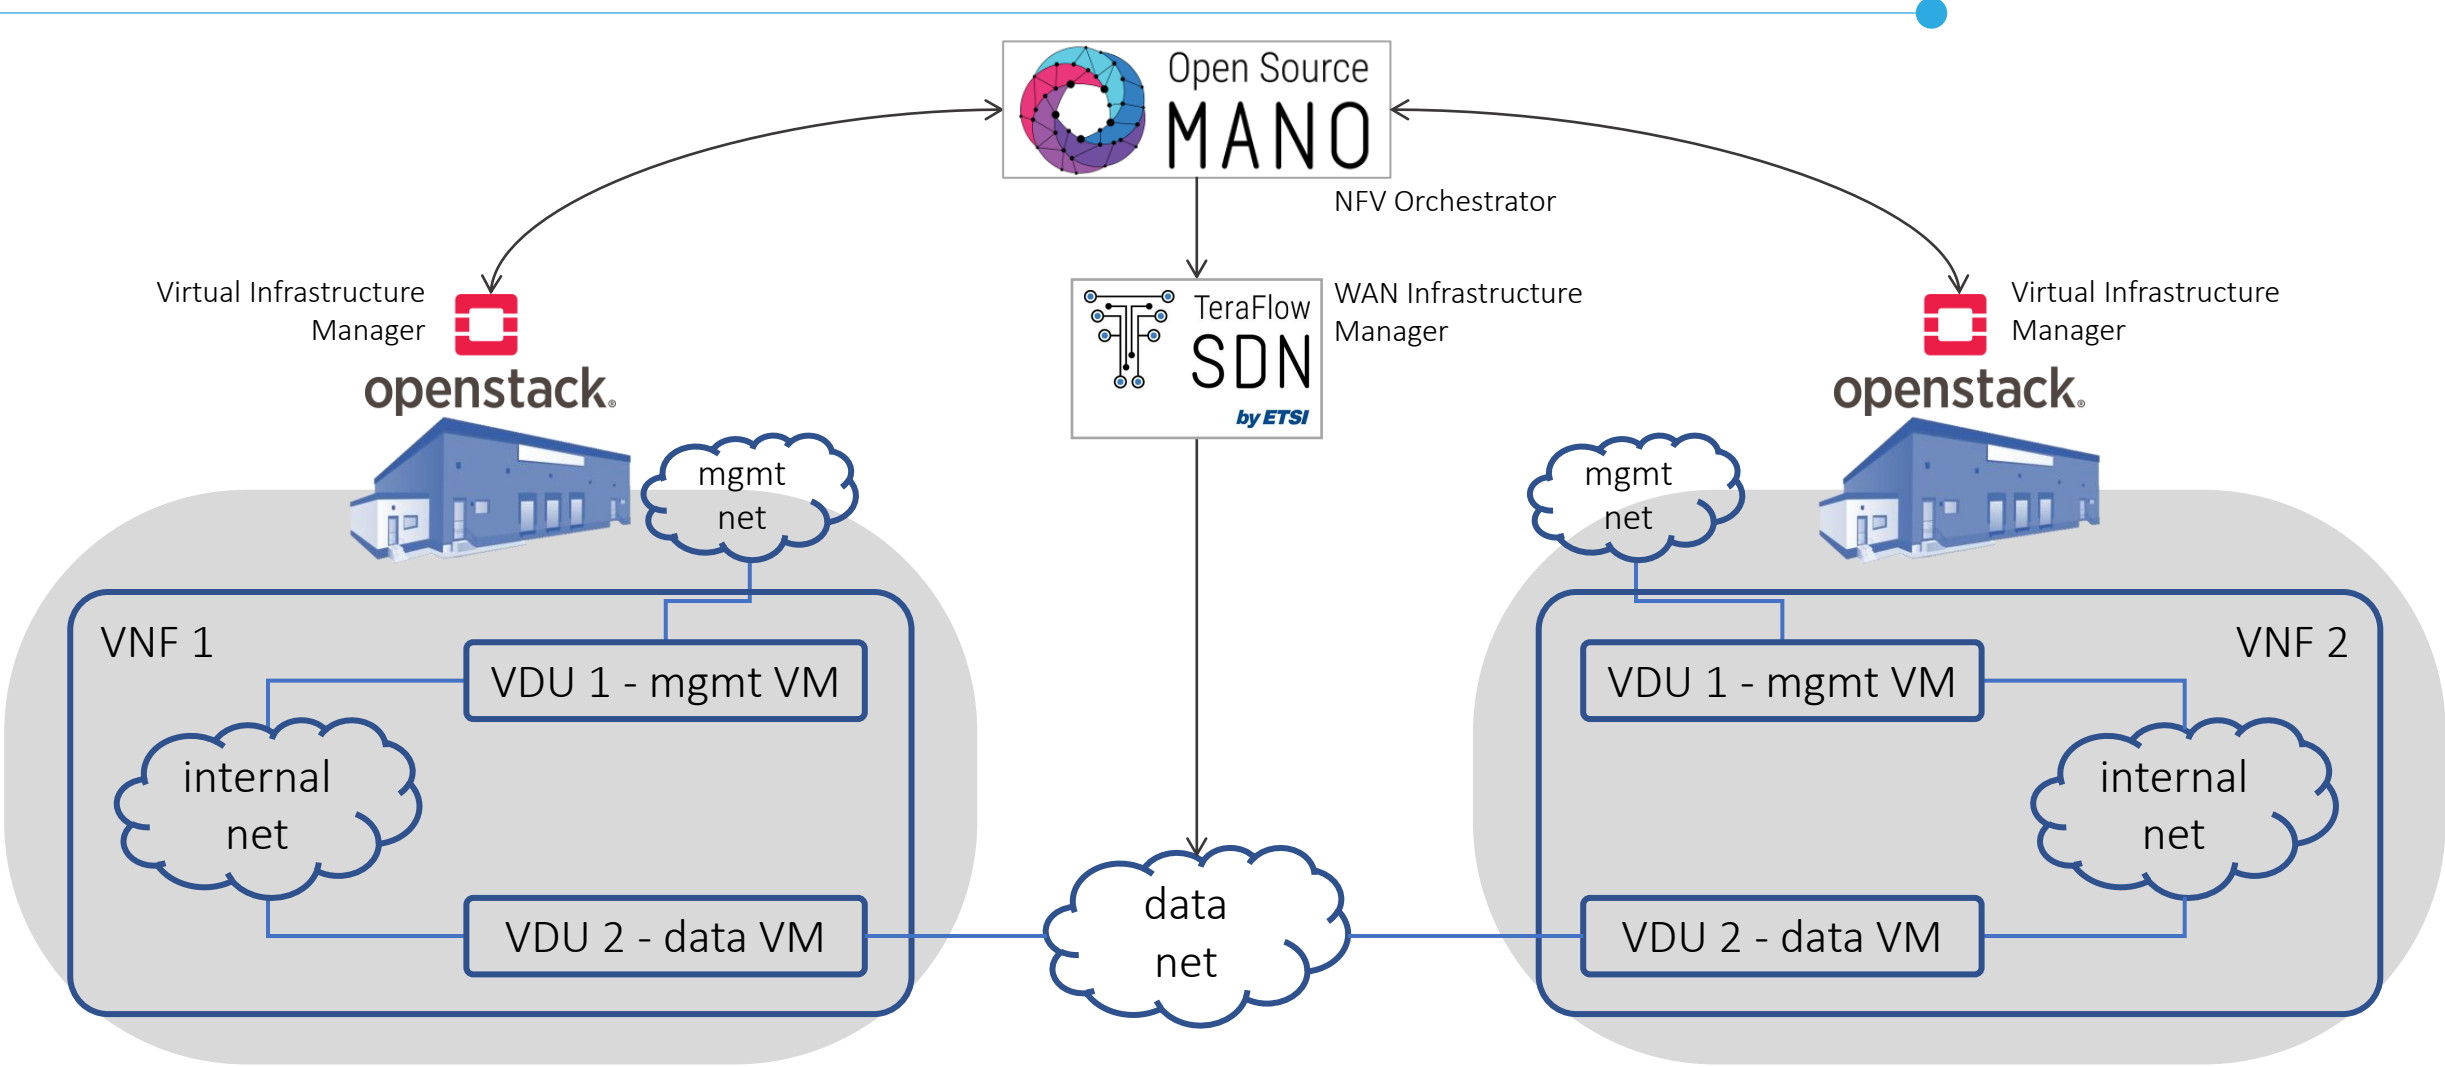 Open Source
MANO
NFV Orchestrator
Virtual Infrastructure
Manager
openstack®
TeraFlow
SDN
by ETSI
WAN Infrastructure
Manager
Virtual Infrastructure
Manager
openstack®
mgmt
net
mgmt
net
VNF 1
VDU 1 - mgmt VM
internal
net
VDU 2 - data VM
data
net
VNF 2
VDU 1 - mgmt VM
internal
net
VDU 2 - data VM